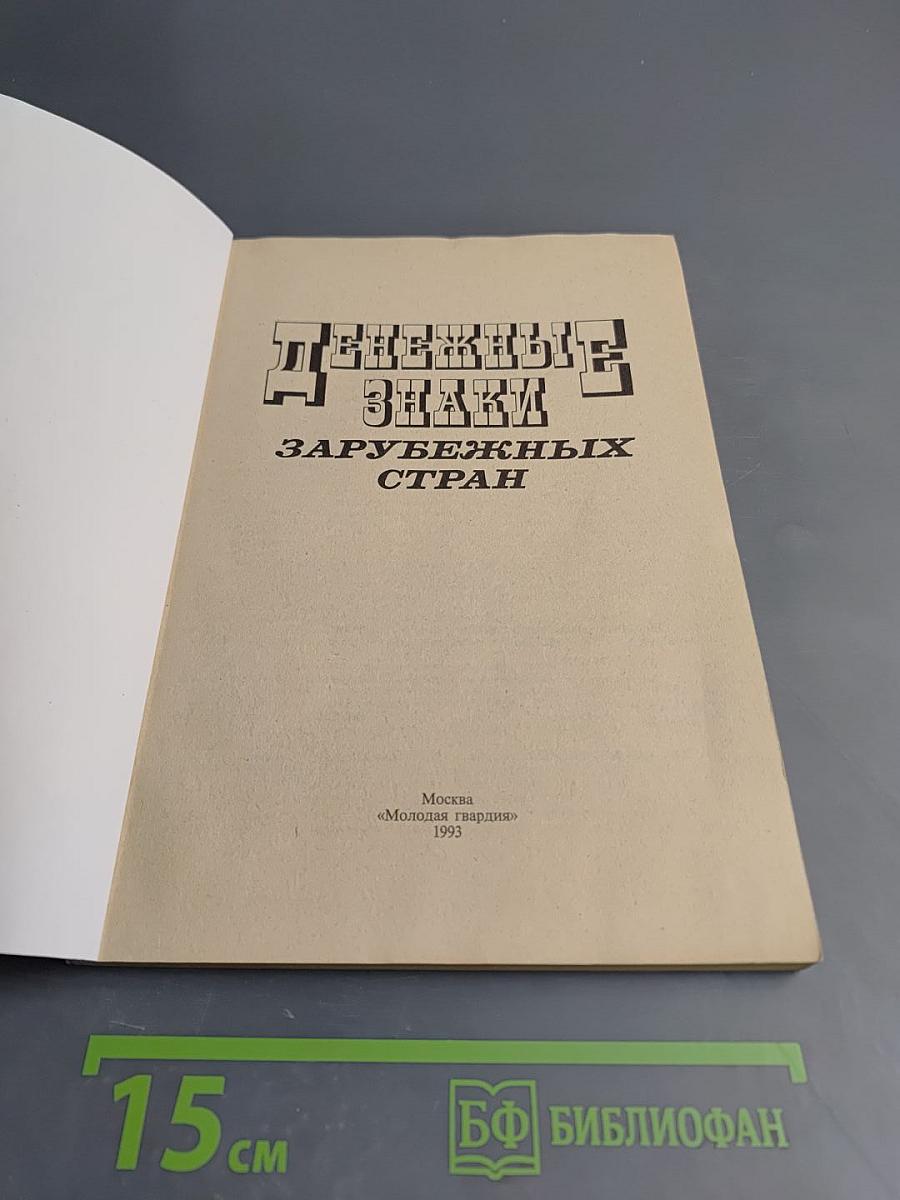 ДЕНЕЖНЫЕ
ЗНАКИ
ЗАРУБЕЖНЫХ
СТРАН
Москва
«Молодая гвардия»
1993
15 см
БФ БИБЛИОФАН